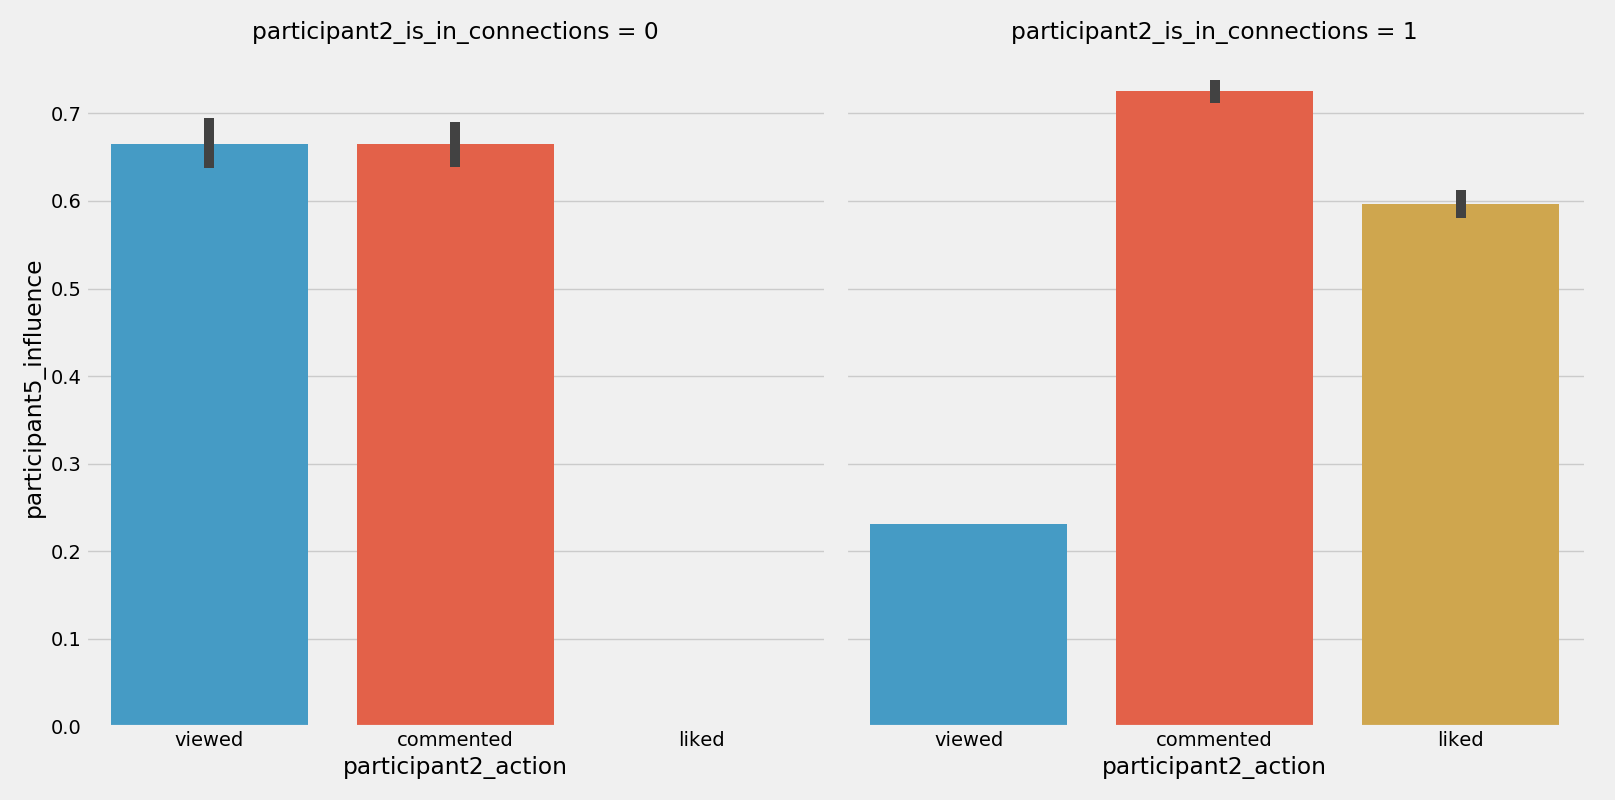 participant2_is_in_connections = 0
participant2_is_in_connections = 1
participant5_influence
0.7
0.6
0.5
0.4
0.3
0.2
0.1
0.0
viewed commented liked
viewed commented liked
participant2_action
participant2_action